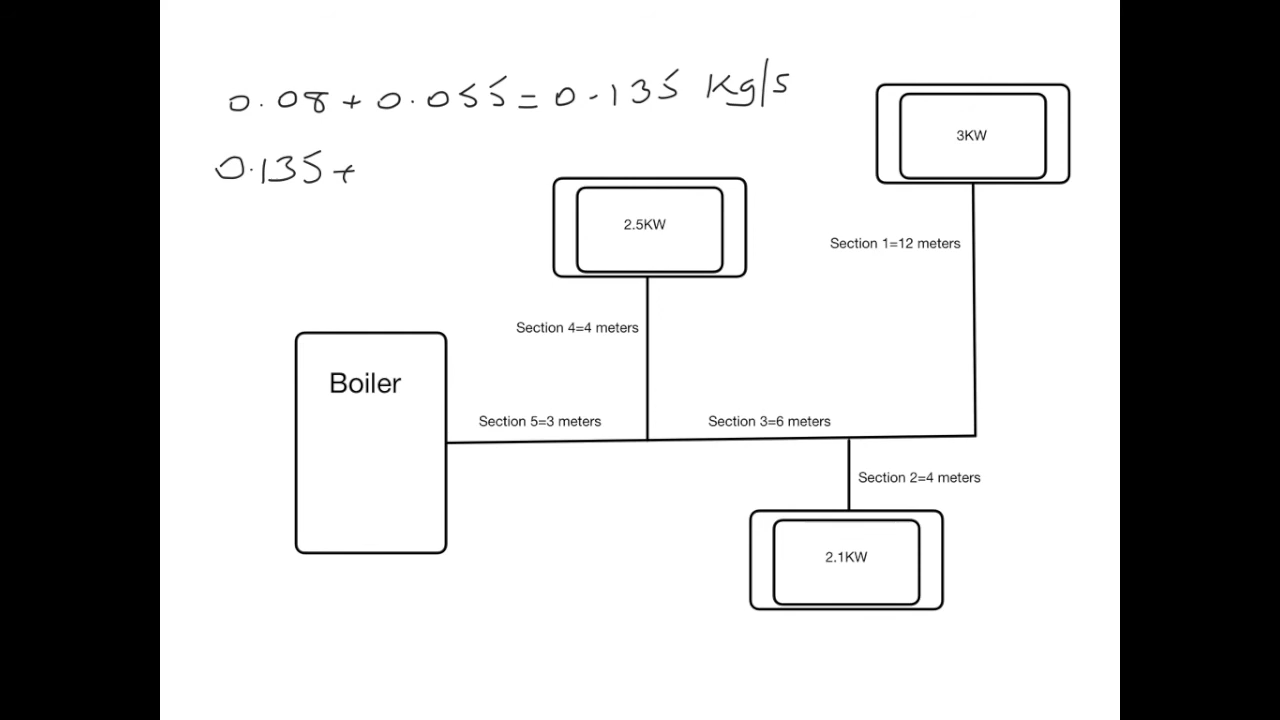 0.08 + 0.055 = 0.135 Kg/s
0.135 +
3KW
2.5KW
Section 1=12 meters
Section 4=4 meters
Boiler
Section 5=3 meters
Section 3=6 meters
Section 2=4 meters
2.1KW